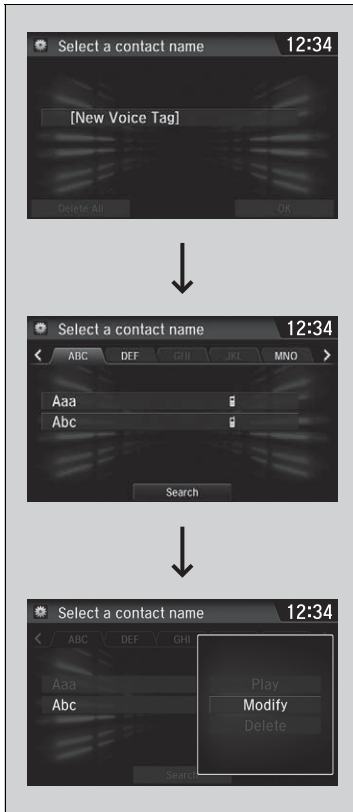 Select a contact name 12:34
[New Voice Tag]
Delete All OK
Select a contact name 12:34
ABC DEF GHI JKL MNO
Aaa
Abc
Search
Select a contact name 12:34
ABC DEF GHI
Aaa Play
Abc Modify
Delete
Search